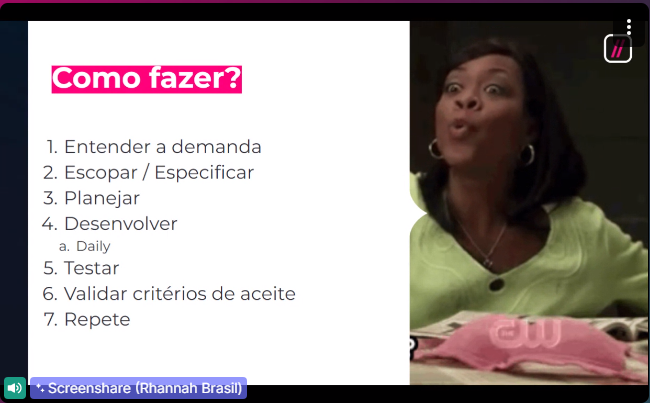 Como fazer?
1. Entender a demanda
2. Escopar / Especificar
3. Planejar
4. Desenvolver
a. Daily
5. Testar
6. Validar critérios de aceite
7. Repete
Screenshare (Rhannah Brasil)